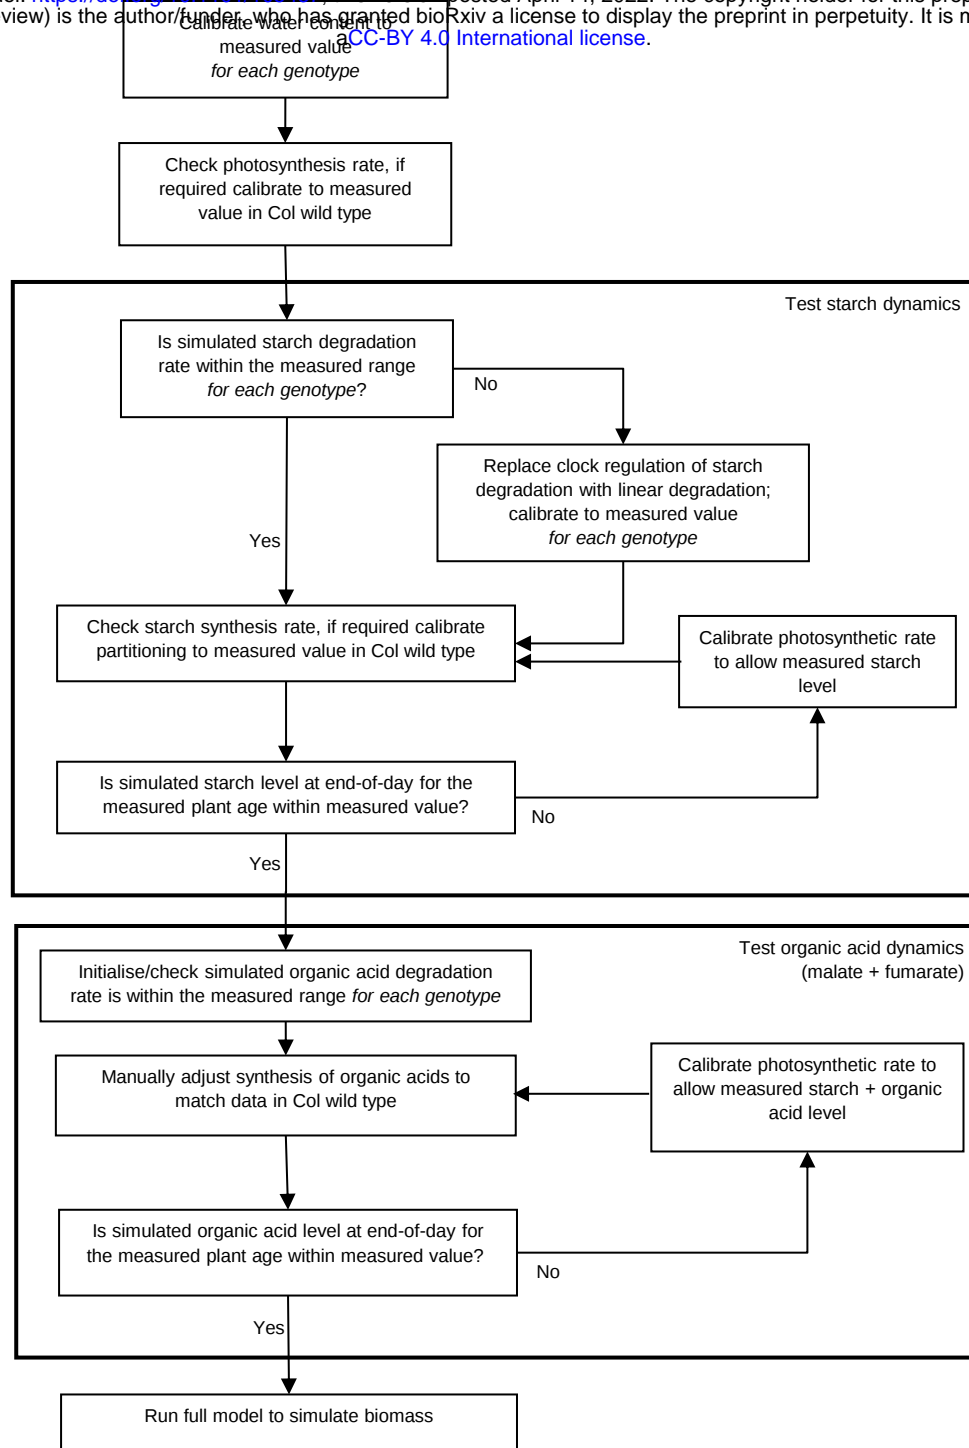 review) is the author/funder, who has granted bioRxiv a license to display the preprint in perpetuity. It is m
aCC-BY 4.0 International license.
Calibrate water content to
measured value
for each genotype
Check photosynthesis rate, if
required calibrate to measured
value in Col wild type
Test starch dynamics
Is simulated starch degradation
rate within the measured range
for each genotype?
No
Replace clock regulation of starch
degradation with linear degradation;
calibrate to measured value
for each genotype
Yes
Check starch synthesis rate, if required calibrate
partitioning to measured value in Col wild type
Calibrate photosynthetic rate
to allow measured starch
level
Is simulated starch level at end-of-day for the
measured plant age within measured value?
No
Yes
Test organic acid dynamics
(malate + fumarate)
Initialise/check simulated organic acid degradation
rate is within the measured range for each genotype
Manually adjust synthesis of organic acids to
match data in Col wild type
Calibrate photosynthetic rate to
allow measured starch + organic
acid level
Is simulated organic acid level at end-of-day for
the measured plant age within measured value?
No
Yes
Run full model to simulate biomass